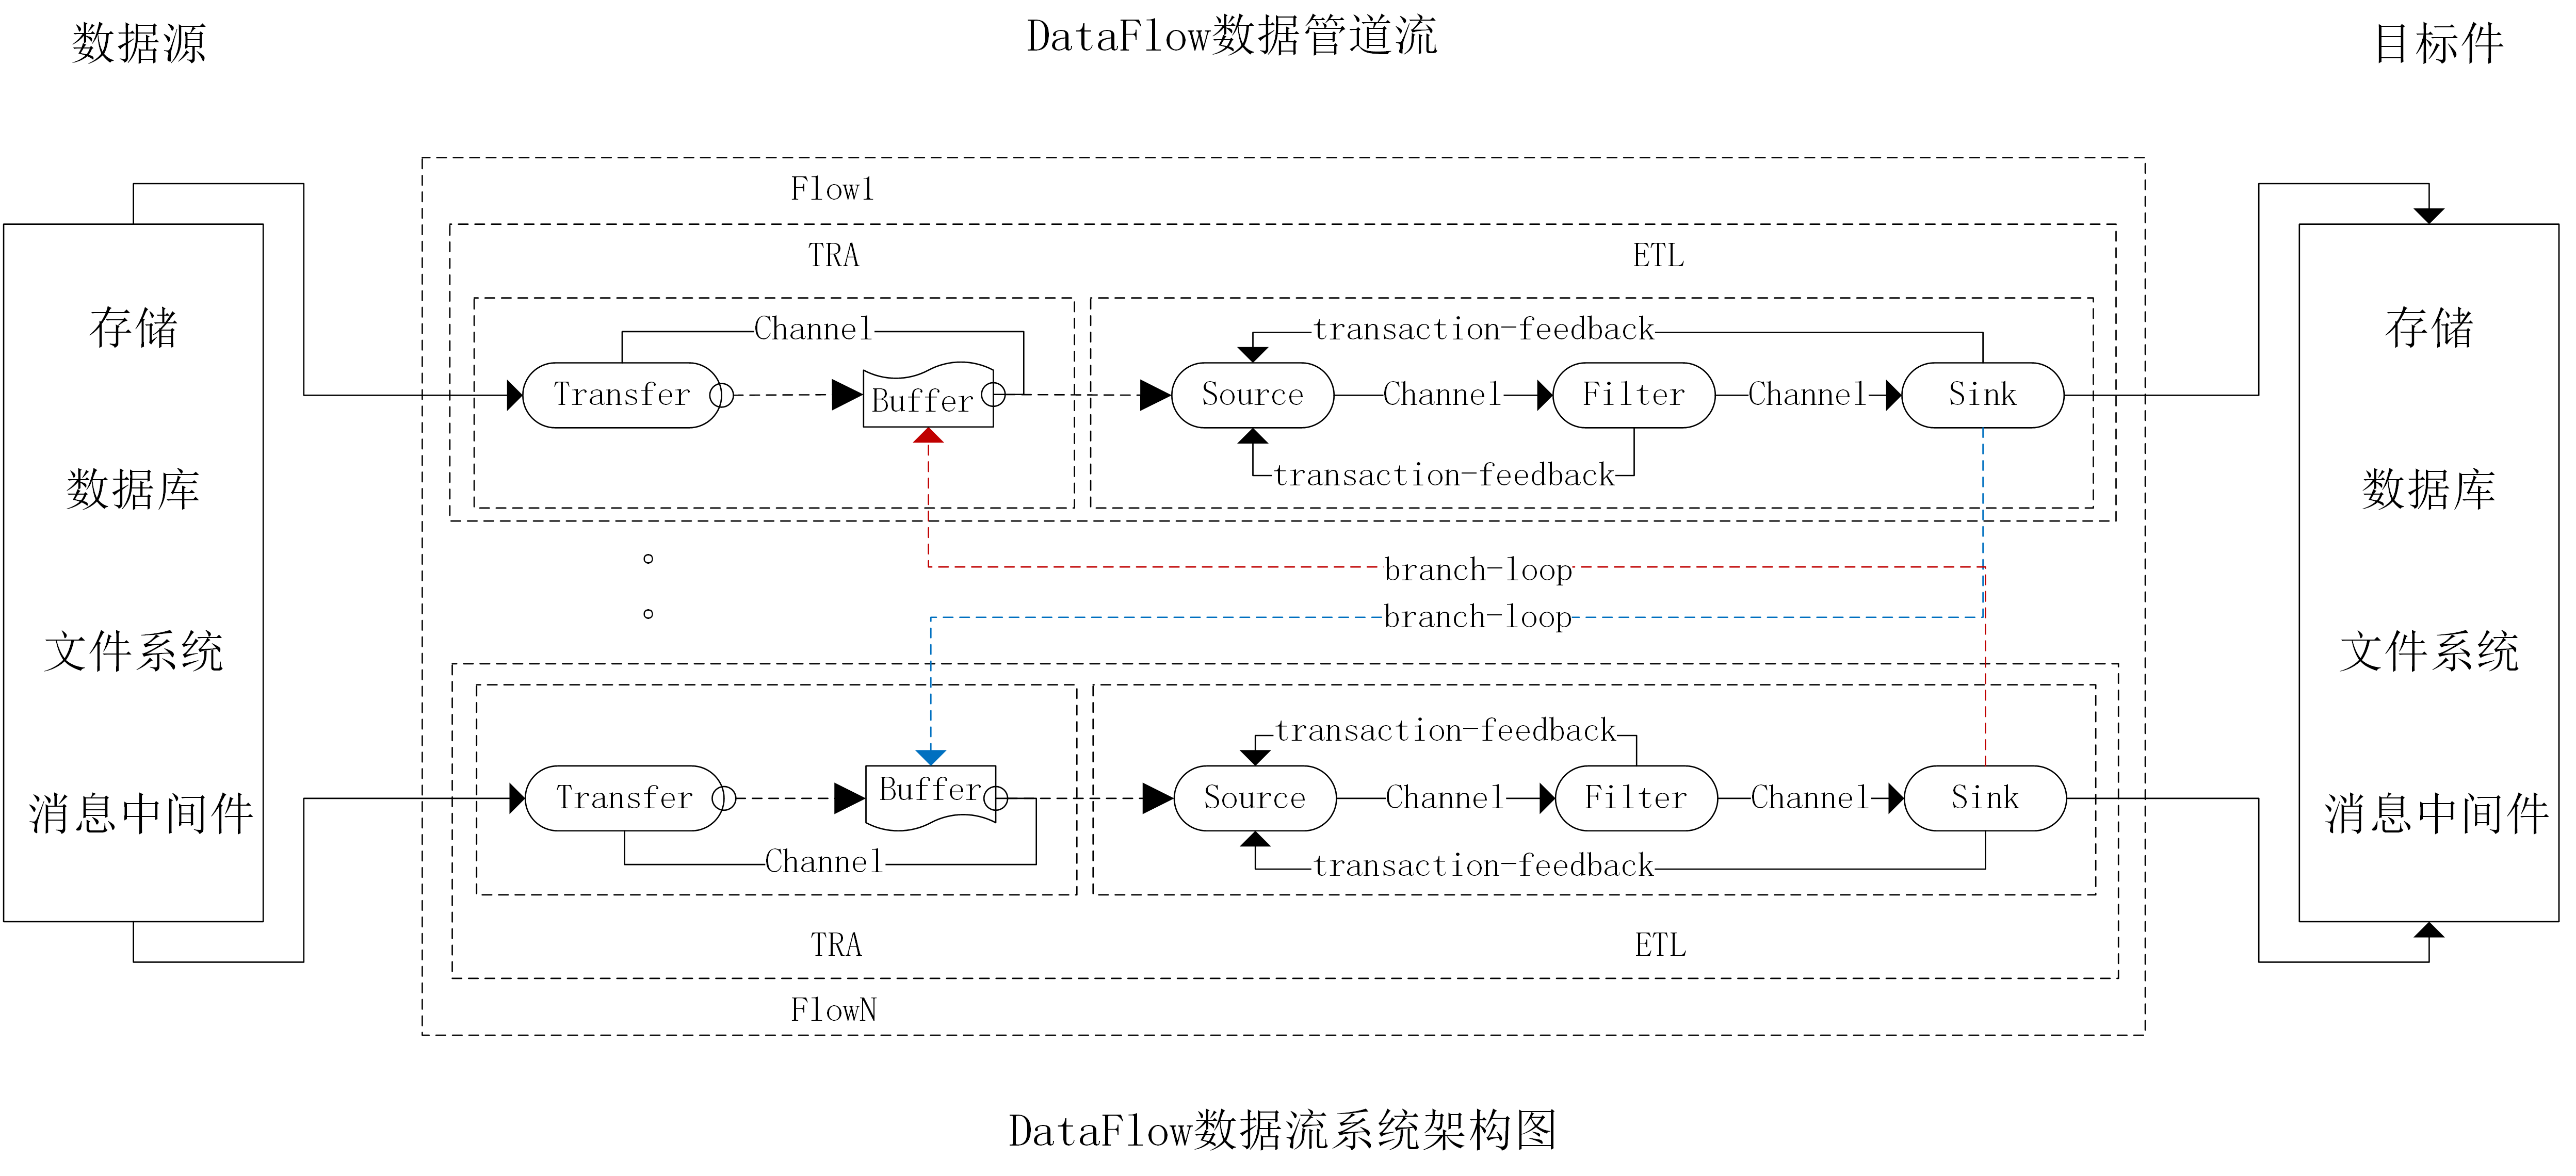 数据源
DataFlow数据管道流
目标件
存储
数据库
文件系统
消息中间件
Flow1
TRA
ETL
Channel
transaction-feedback
Transfer
Buffer
Source
Channel
Filter
Channel
Sink
transaction-feedback
branch-loop
branch-loop
transaction-feedback
Transfer
Buffer
Source
Channel
Filter
Channel
Sink
Channel
transaction-feedback
TRA
ETL
FlowN
存储
数据库
文件系统
消息中间件
DataFlow数据流系统架构图